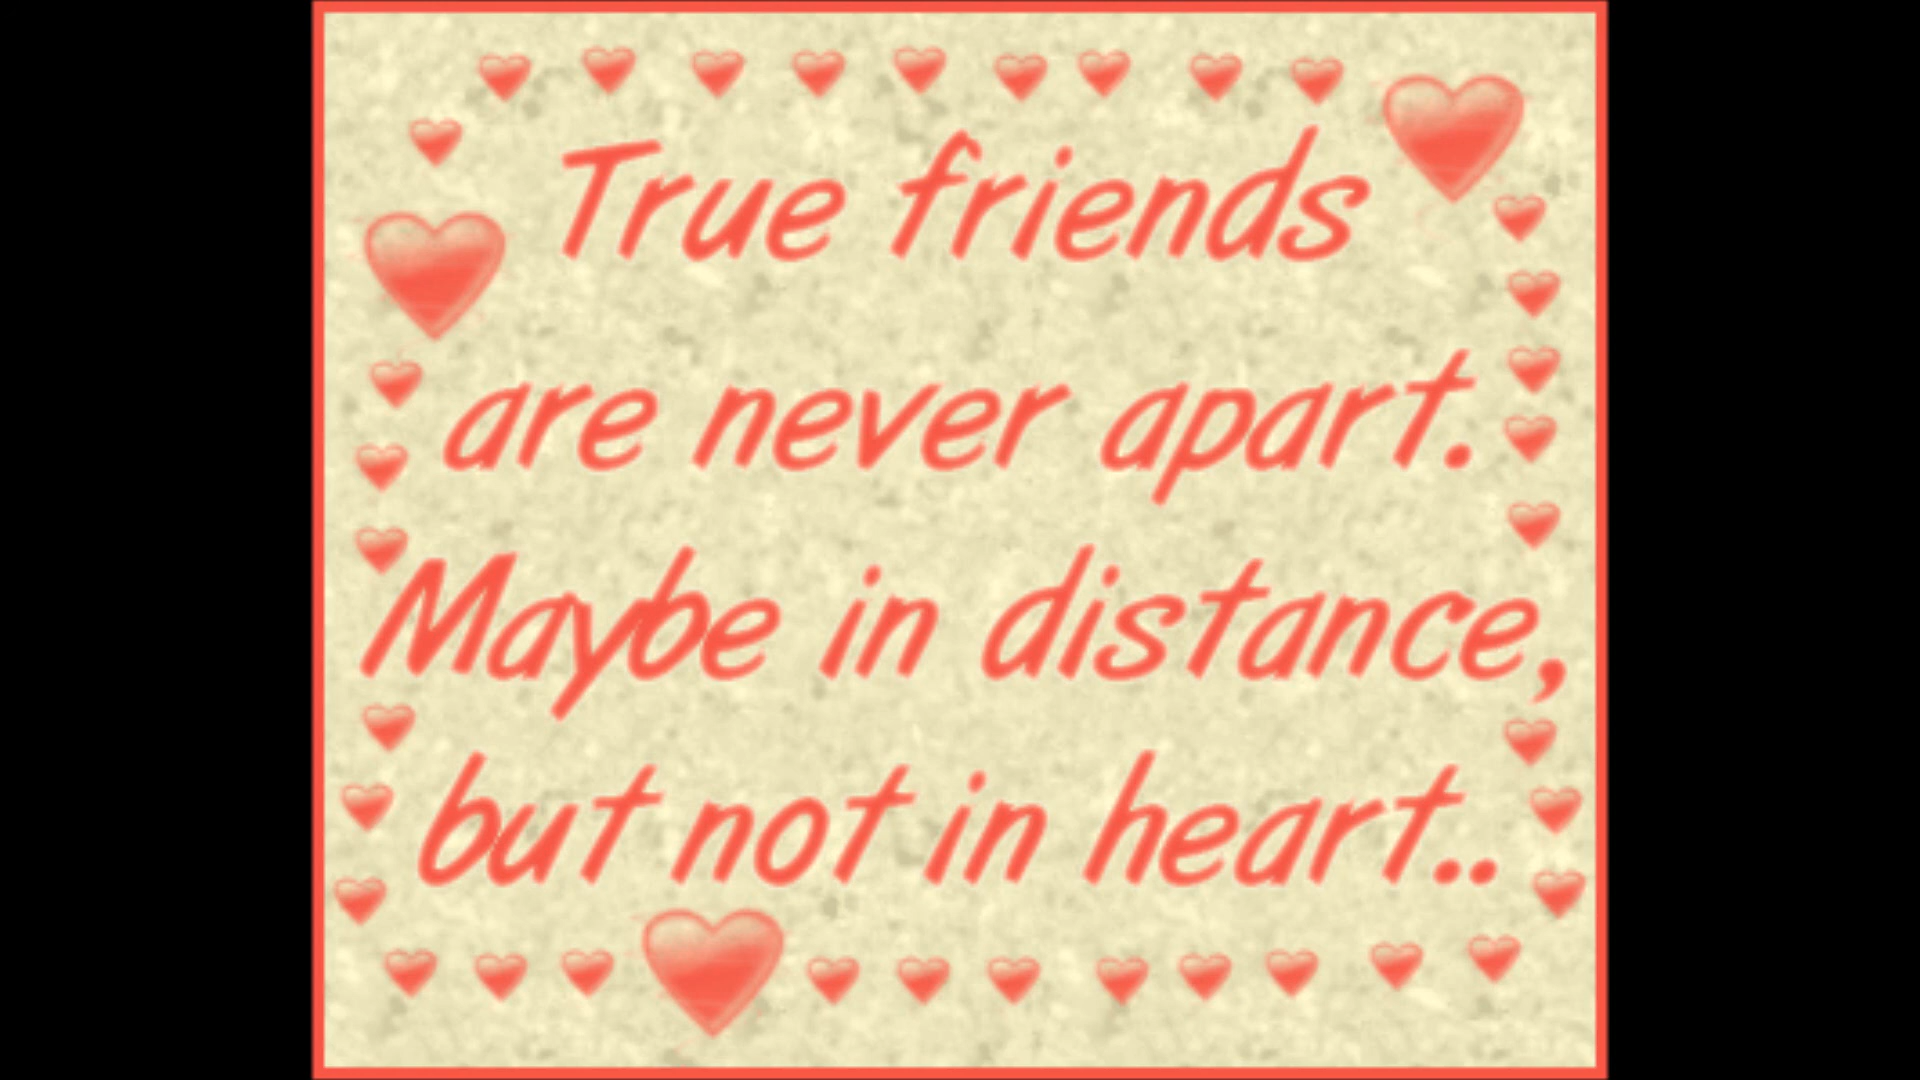 True friends
are never apart.
Maybe in distance,
but not in heart..